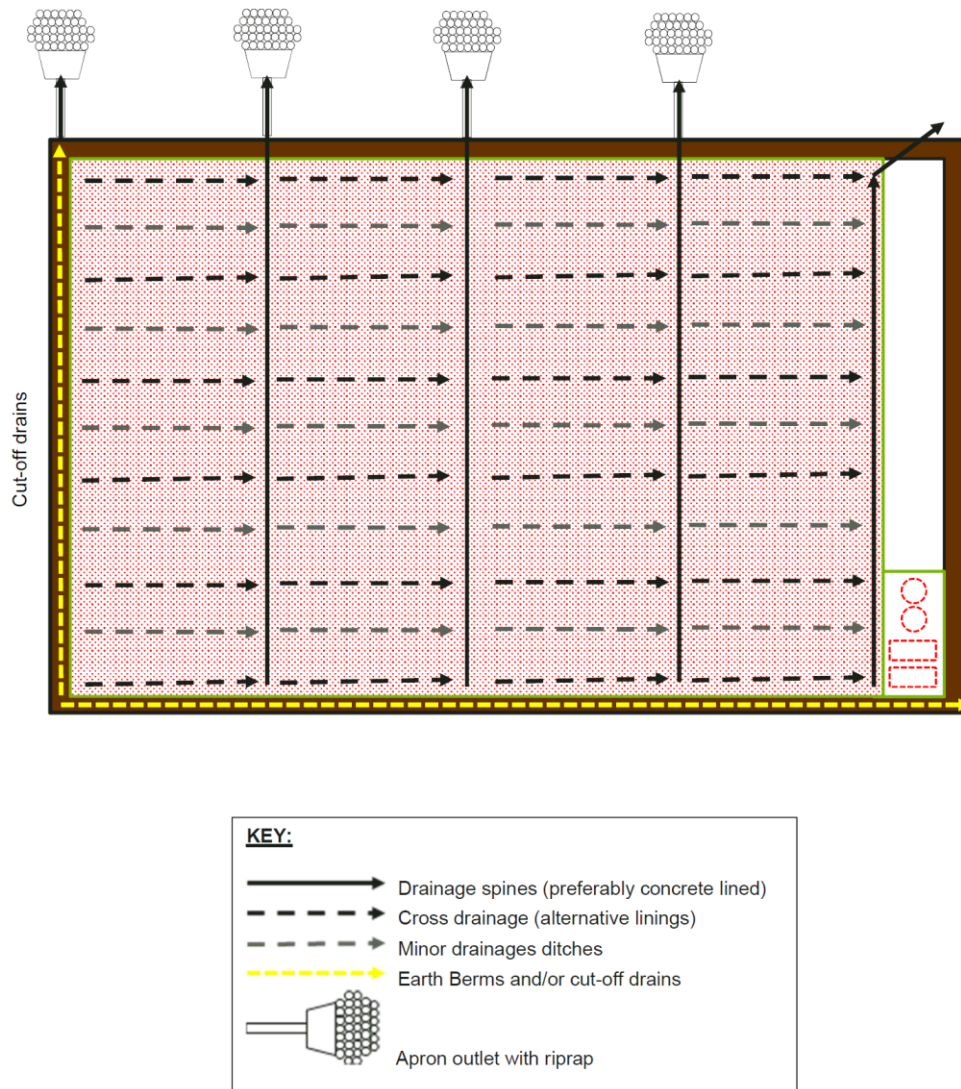 Cut-off drains
KEY:
Drainage spines (preferably concrete lined)
Cross drainage (alternative linings)
Minor drainages ditches
Earth Berms and/or cut-off drains
Apron outlet with riprap